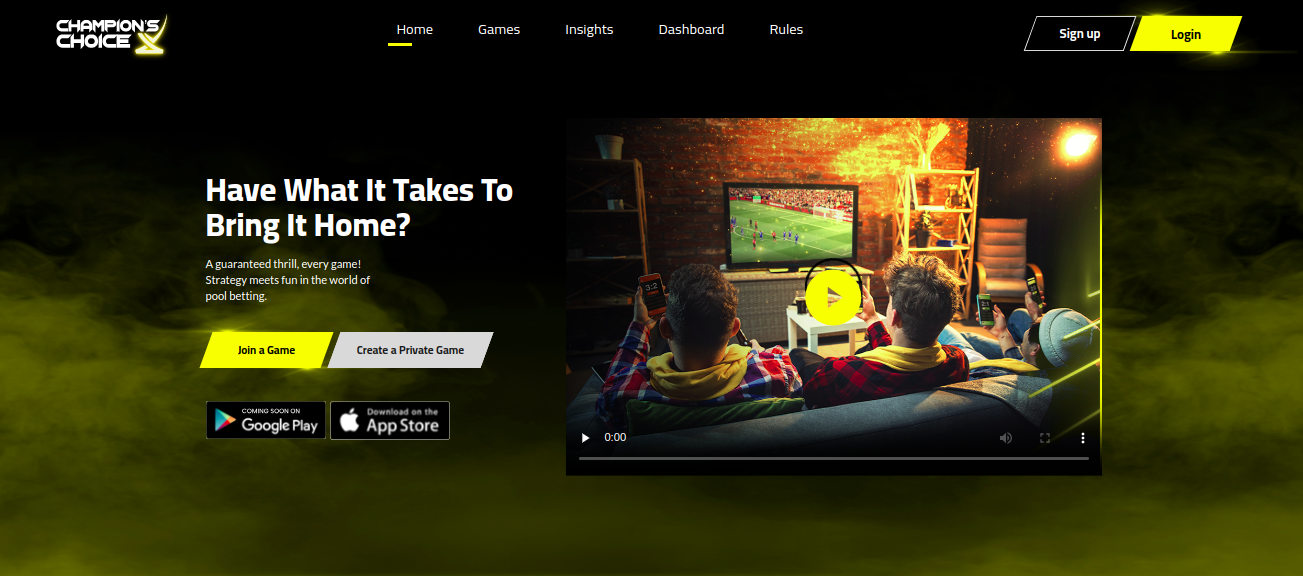 CHAMPION'S
CHOICE
Home
Games
Insights
Dashboard
Rules
Sign up
Login
Have What It Takes To
Bring It Home?
A guaranteed thrill, every game!
Strategy meets fun in the world of
pool betting.
Join a Game
Create a Private Game
COMING SOON ON
Google Play
Download on the
App Store
3:2
0:00